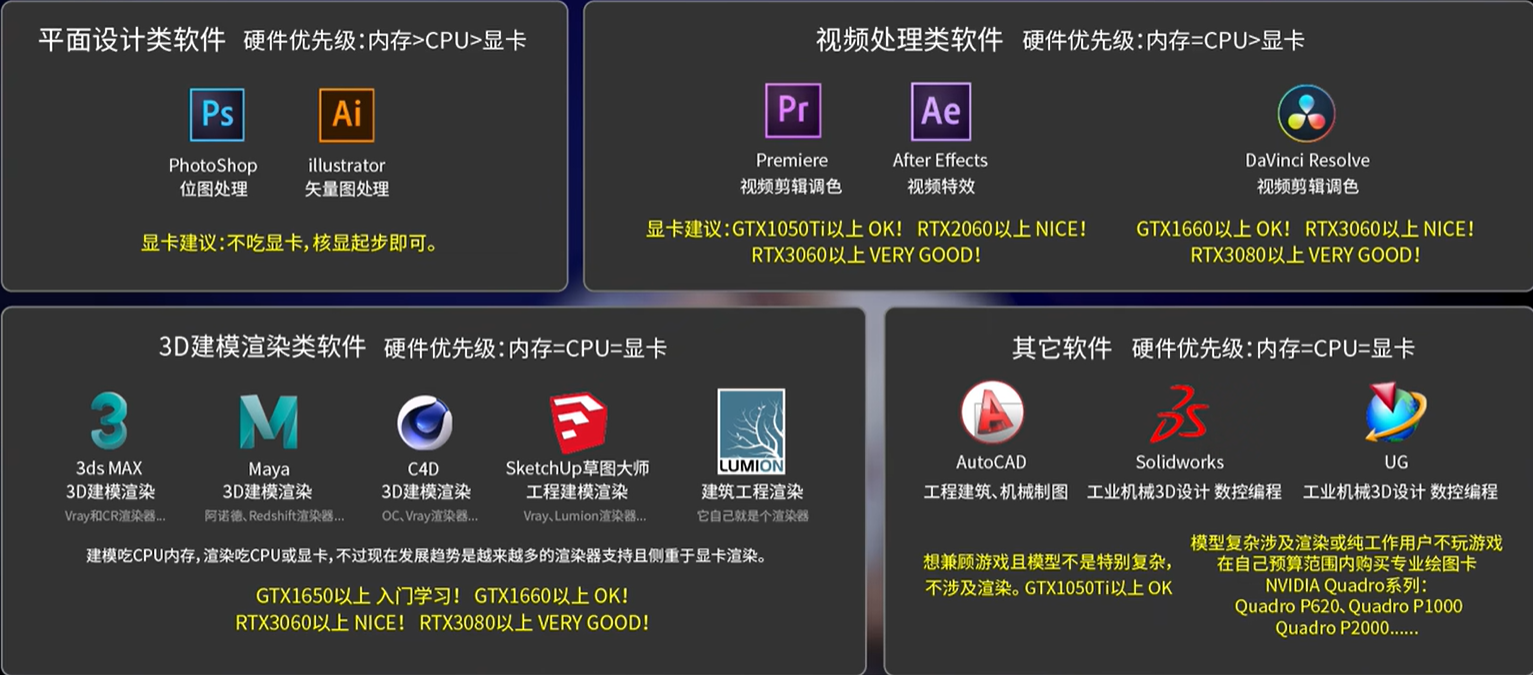 平面设计类软件 硬件优先级:内存>CPU>显卡
Ps
Ai
PhotoShop
位图处理
illustrator
矢量图处理
显卡建议:不吃显卡,核显起步即可。
视频处理类软件 硬件优先级:内存=CPU>显卡
Pr
Ae
Premiere
视频剪辑调色
After Effects
视频特效
DaVinci Resolve
视频剪辑调色
显卡建议:GTX1050Ti以上 OK! RTX2060以上 NICE!
RTX3060以上 VERY GOOD!
GTX1660以上 OK! RTX3060以上 NICE!
RTX3080以上 VERY GOOD!
3D建模渲染类软件 硬件优先级:内存=CPU=显卡
3
M
LUMION
3ds MAX
3D建模渲染
Vray和CR渲染器...
Maya
3D建模渲染
阿诺德、Redshift渲染器...
C4D
3D建模渲染
OC、Vray渲染器...
SketchUp草图大师
工程建模渲染
Vray、Lumion渲染器...
建筑工程渲染
它自己就是个渲染器
建模吃CPU内存,渲染吃CPU或显卡,不过现在发展趋势是越来越多的渲染器支持且侧重于显卡渲染。
GTX1650以上 入门学习! GTX1660以上 OK!
RTX3060以上 NICE! RTX3080以上 VERY GOOD!
其它软件 硬件优先级:内存=CPU=显卡
A
AutoCAD
工程建筑、机械制图
Solidworks
工业机械3D设计 数控编程
UG
工业机械3D设计 数控编程
想兼顾游戏且模型不是特别复杂,
不涉及渲染。GTX1050Ti以上 OK
模型复杂涉及渲染或纯工作用户不玩游戏
在自己预算范围内购买专业绘图卡
NVIDIA Quadro系列:
Quadro P620、Quadro P1000
Quadro P2000......